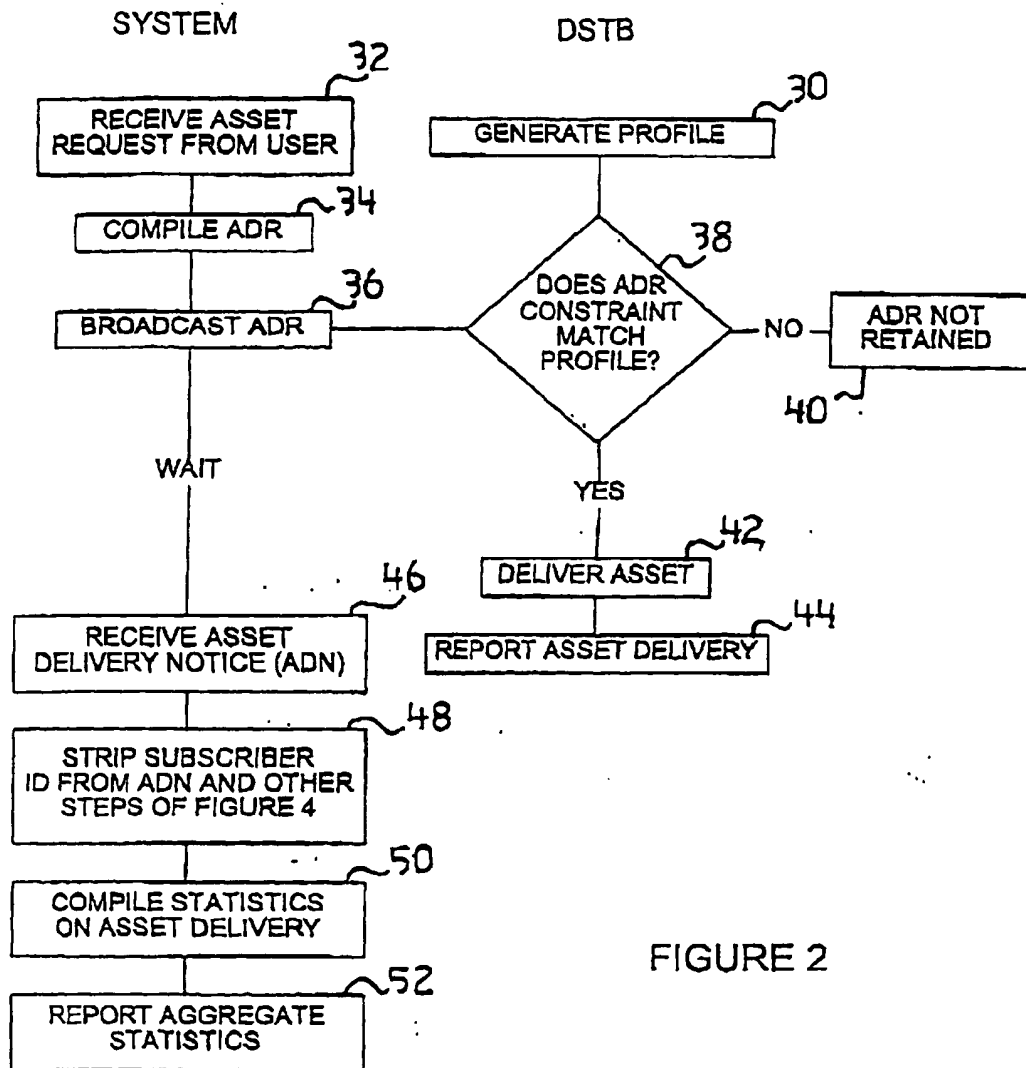 SYSTEM
DSTB
32
RECEIVE ASSET
REQUEST FROM USER
30
GENERATE PROFILE
34
COMPILE ADR
38
DOES ADR
CONSTRAINT
MATCH
PROFILE?
36
BROADCAST ADR
NO
ADR NOT
RETAINED
40
WAIT
YES
42
DELIVER ASSET
44
REPORT ASSET DELIVERY
46
RECEIVE ASSET
DELIVERY NOTICE (ADN)
48
STRIP SUBSCRIBER
ID FROM ADN AND OTHER
STEPS OF FIGURE 4
50
COMPILE STATISTICS
ON ASSET DELIVERY
52
REPORT AGGREGATE
STATISTICS
FIGURE 2